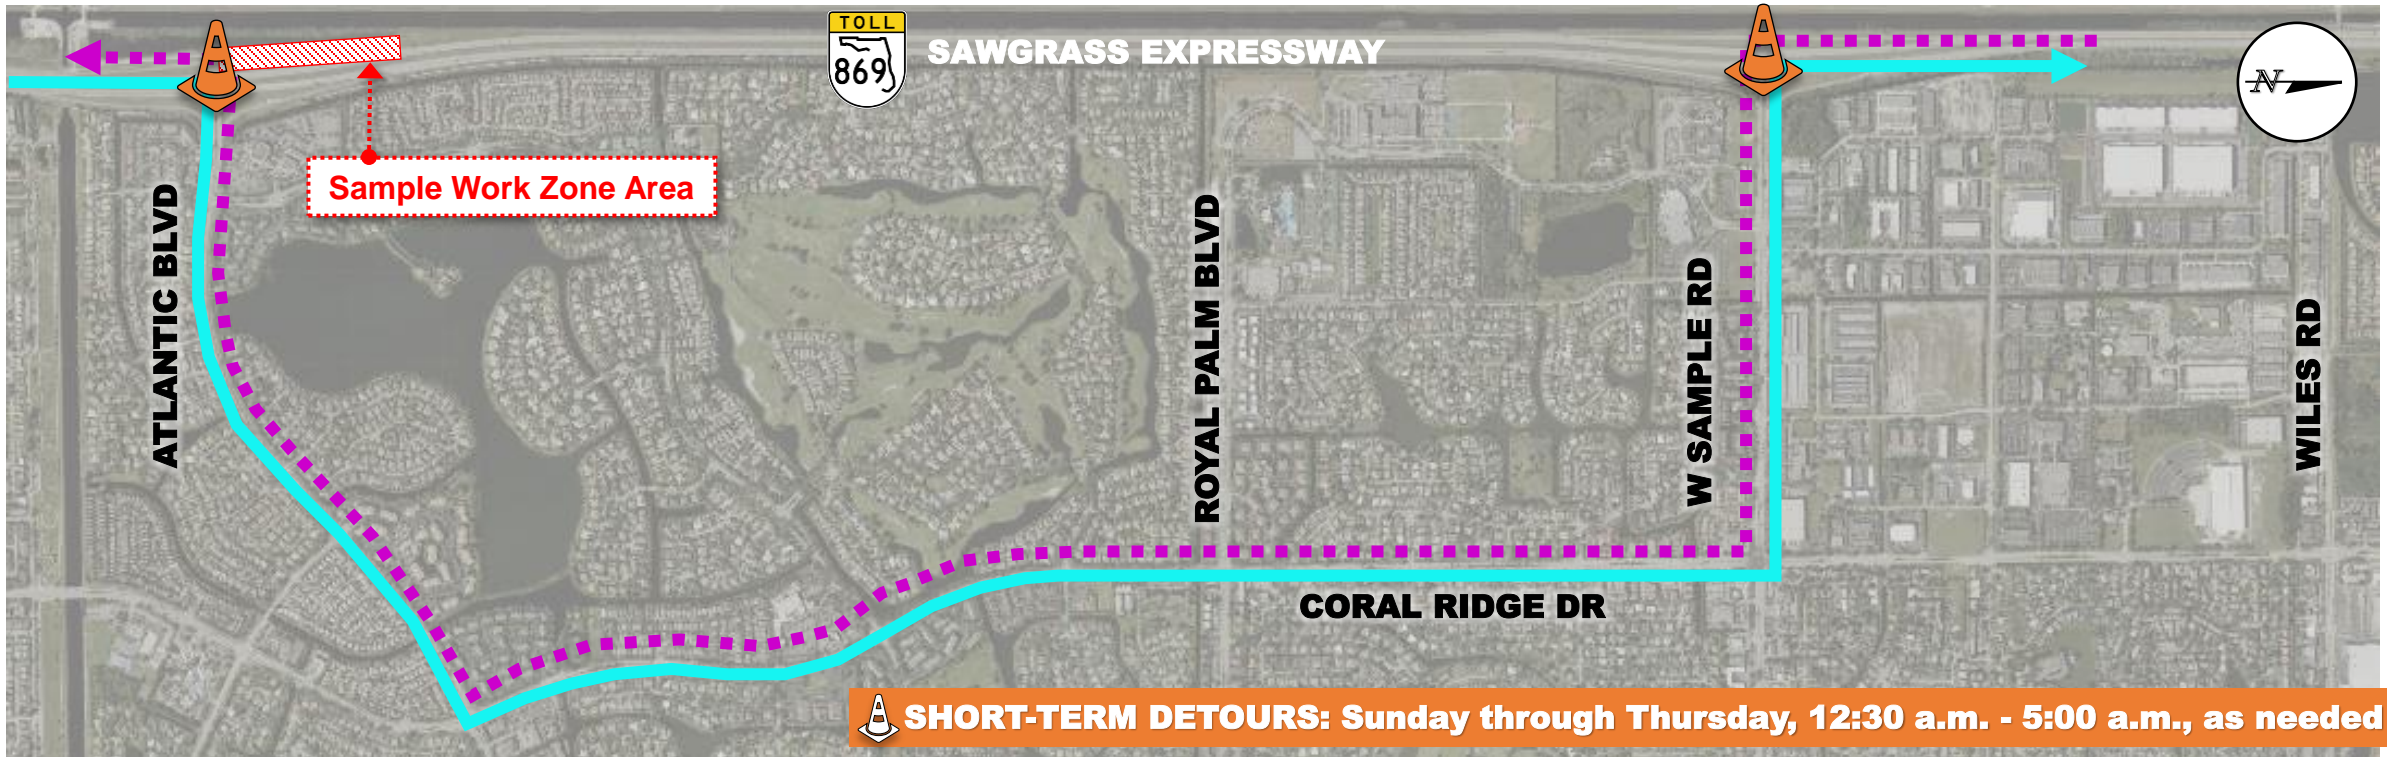 TOLL
869
SAWGRASS EXPRESSWAY
N
Sample Work Zone Area
ATLANTIC BLVD
ROYAL PALM BLVD
W SAMPLE RD
WILES RD
CORAL RIDGE DR
SHORT-TERM DETOURS: Sunday through Thursday, 12:30 a.m. - 5:00 a.m., as needed